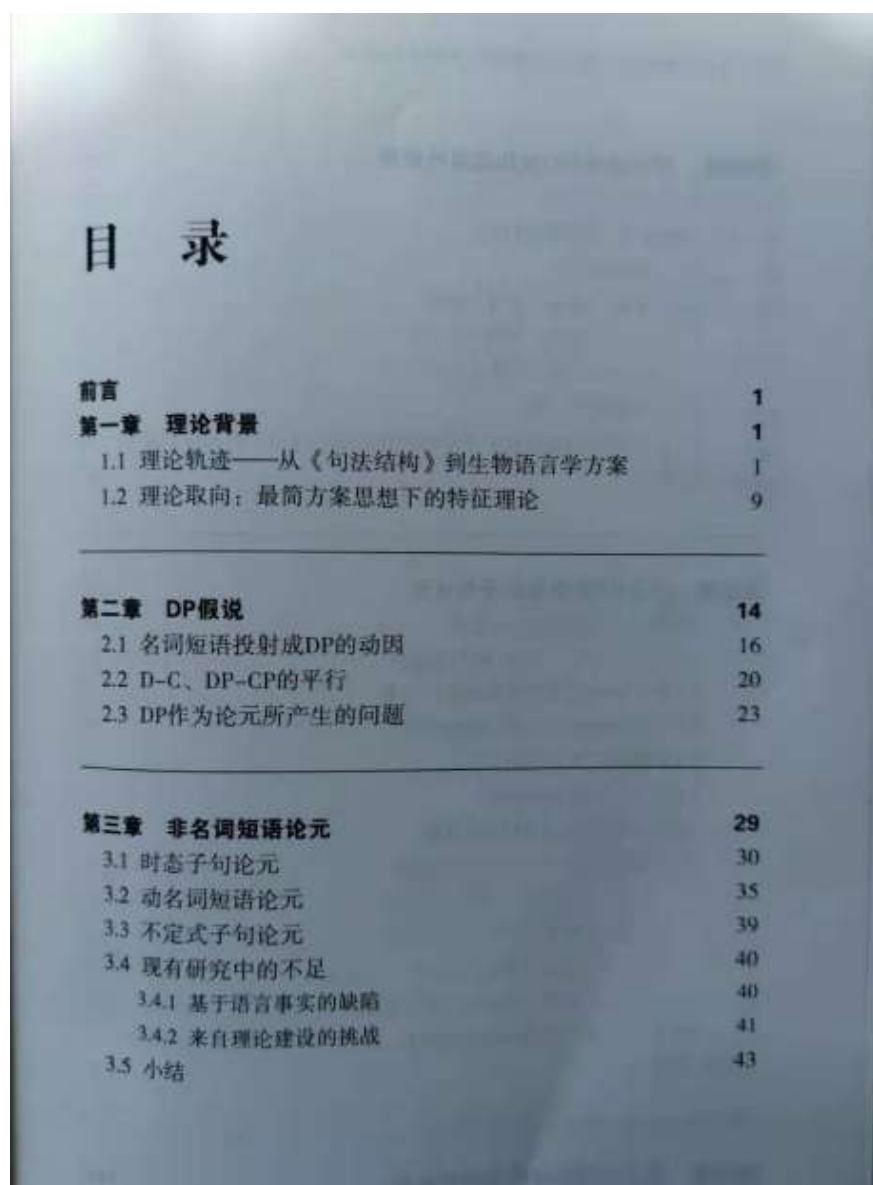 目 录
前言 1
第一章 理论背景 1
1.1 理论轨迹——从《句法结构》到生物语言学方案 1
1.2 理论取向：最简方案思想下的特征理论 9
第二章 DP假说 14
2.1 名词短语投射成DP的动因 16
2.2 D-C、DP-CP的平行 20
2.3 DP作为论元所产生的问题 23
第三章 非名词短语论元 29
3.1 时态子句论元 30
3.2 动名词短语论元 35
3.3 不定式子句论元 39
3.4 现有研究中的不足 40
3.4.1 基于语言事实的缺陷 40
3.4.2 来自理论建设的挑战 41
3.5 小结 43